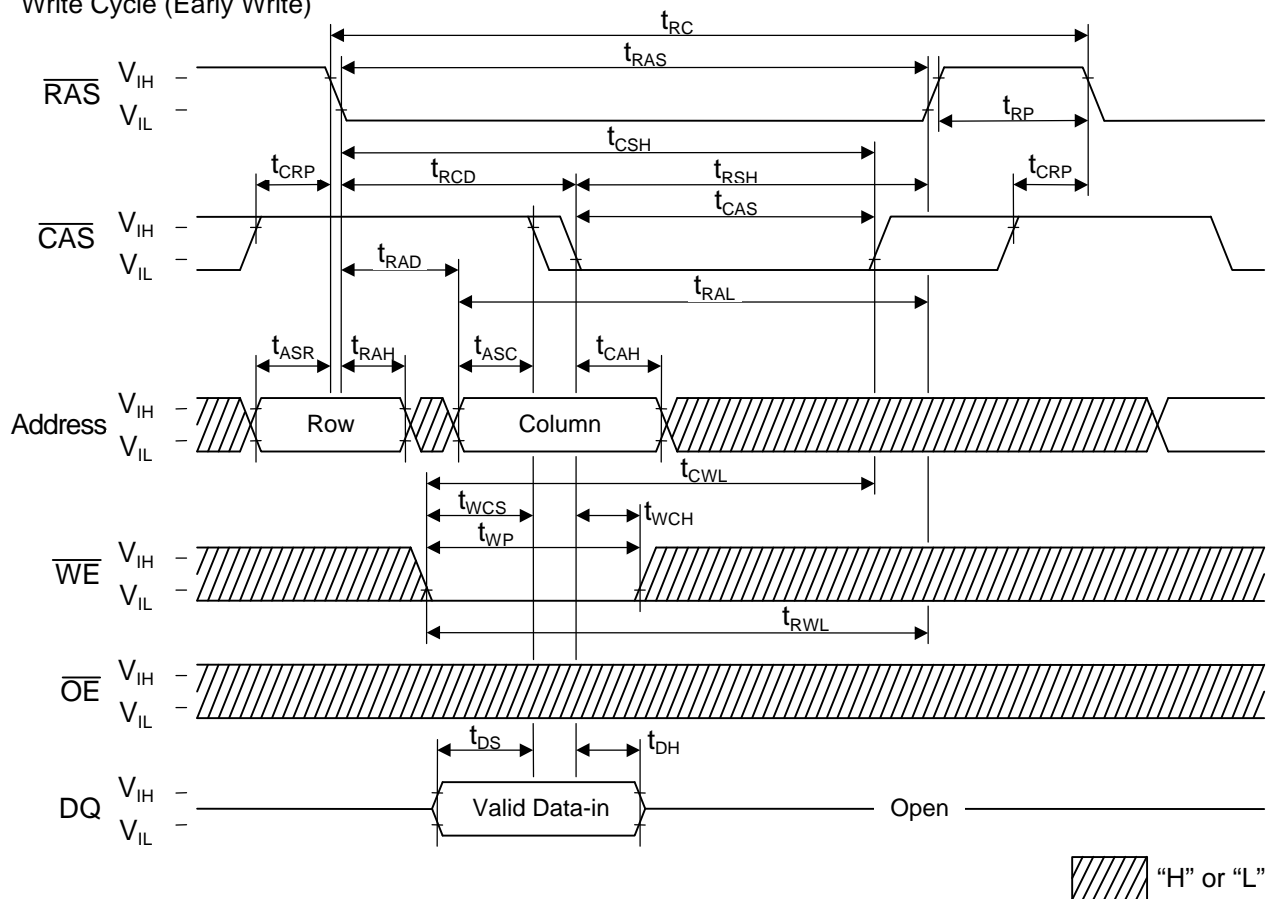 Write Cycle (Early Write)
tRC
tRAS
RAS VIH
VIL
tRP
tCSH
tCRP tRCD tRSH tCRP
tCAS
CAS VIH
VIL
tRAD
tRAL
tASR tRAH tASC tCAH
Address VIH
VIL
Row Column
tCWL
tWCS tWCH
tWP
WE VIH
VIL
tRWL
OE VIH
VIL
tDS tDH
DQ VIH
VIL
Valid Data-in Open
“H” or “L”